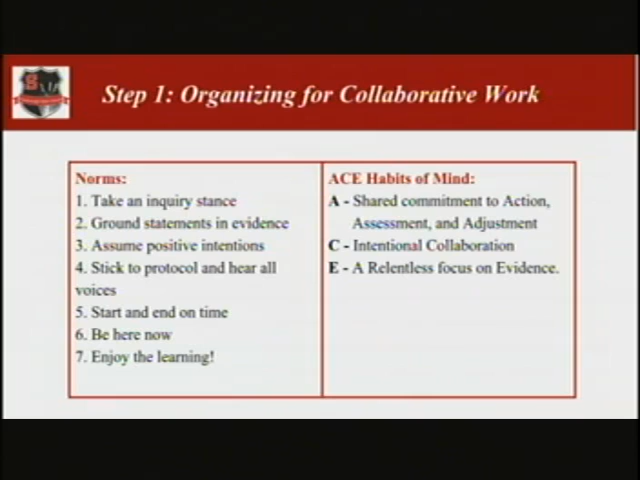 Step 1: Organizing for Collaborative Work
Norms:
1. Take an inquiry stance
2. Ground statements in evidence
3. Assume positive intentions
4. Stick to protocol and hear all
voices
5. Start and end on time
6. Be here now
7. Enjoy the learning!
ACE Habits of Mind:
A - Shared commitment to Action,
Assessment, and Adjustment
C - Intentional Collaboration
E - A Relentless focus on Evidence.